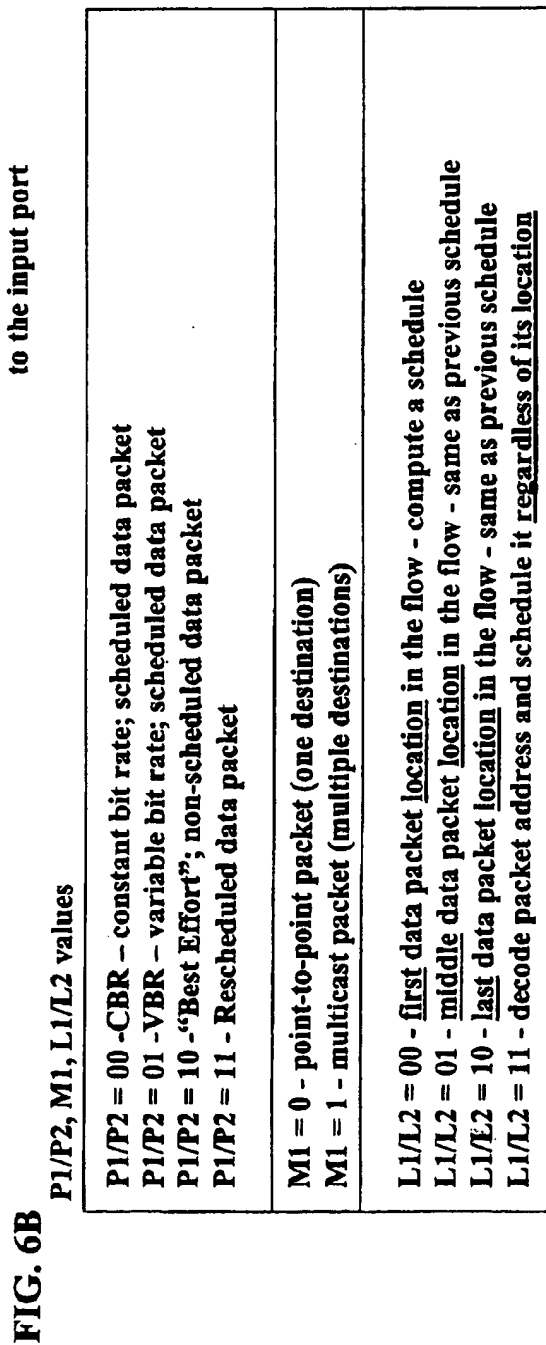 FIG. 6B
to the input port
P1/P2, M1, L1/L2 values
P1/P2 = 00 -CBR – constant bit rate; scheduled data packet
P1/P2 = 01 -VBR – variable bit rate; scheduled data packet
P1/P2 = 10 -“Best Effort”; non-scheduled data packet
P1/P2 = 11 - Rescheduled data packet
M1 = 0 - point-to-point packet (one destination)
M1 = 1 - multicast packet (multiple destinations)
L1/L2 = 00 - first data packet location in the flow - compute a schedule
L1/L2 = 01 - middle data packet location in the flow - same as previous schedule
L1/L2 = 10 - last data packet location in the flow - same as previous schedule
L1/L2 = 11 - decode packet address and schedule it regardless of its location